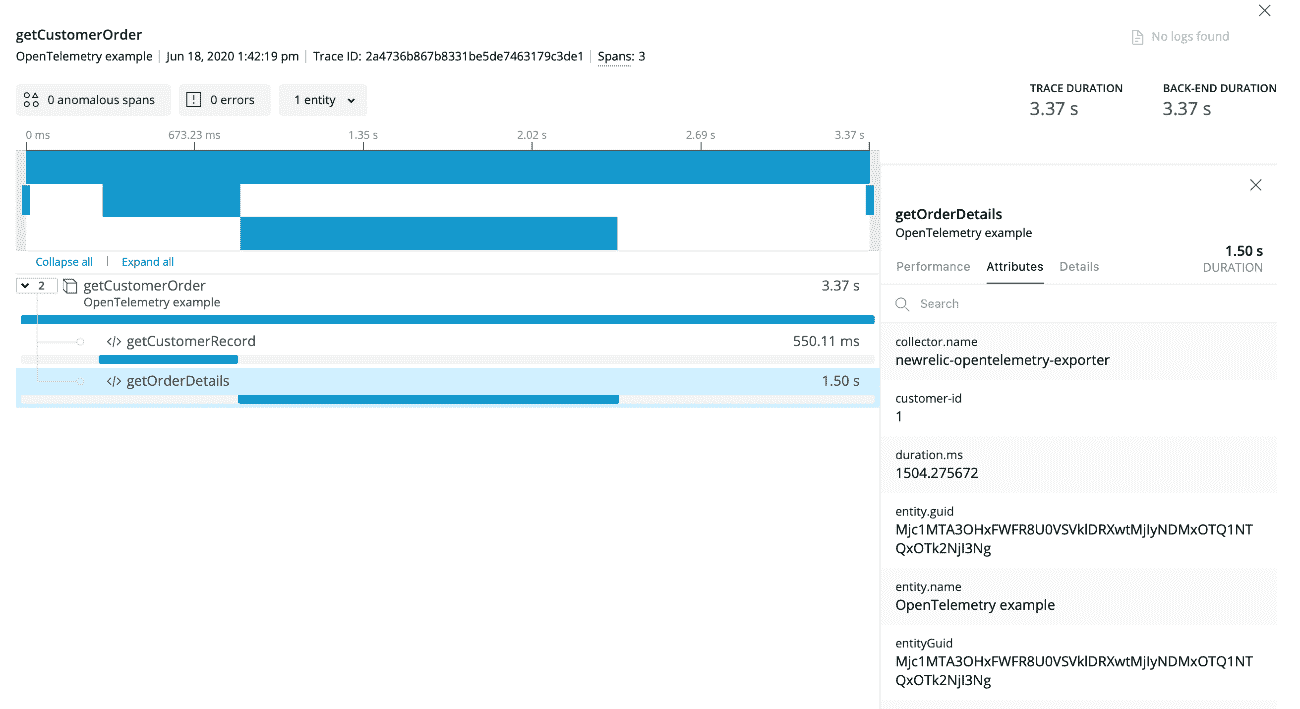 getCustomerOrder
No logs found
OpenTelemetry example | Jun 18, 2020 1:42:19 pm | Trace ID: 2a4736b867b8331be5de7463179c3de1 | Spans: 3
0 anomalous spans
0 errors
1 entity
TRACE DURATION
3.37 s
BACK-END DURATION
3.37 s
0 ms 673.23 ms 1.35 s 2.02 s 2.69 s 3.37 s
Collapse all | Expand all
2 getCustomerOrder 3.37 s
OpenTelemetry example
</> getCustomerRecord 550.11 ms
</> getOrderDetails 1.50 s
getOrderDetails
OpenTelemetry example
1.50 s
DURATION
Performance Attributes Details
Search
collector.name
newrelic-opentelemetry-exporter
customer-id
1
duration.ms
1504.275672
entity.guid
Mjc1MTA3OHxFWFR8U0VSVklDRXwtMjIyNDMxOTQ1NT
QxOTk2NjI3Ng
entity.name
OpenTelemetry example
entityGuid
Mjc1MTA3OHxFWFR8U0VSVklDRXwtMjIyNDMxOTQ1NT
QxOTk2NjI3Ng